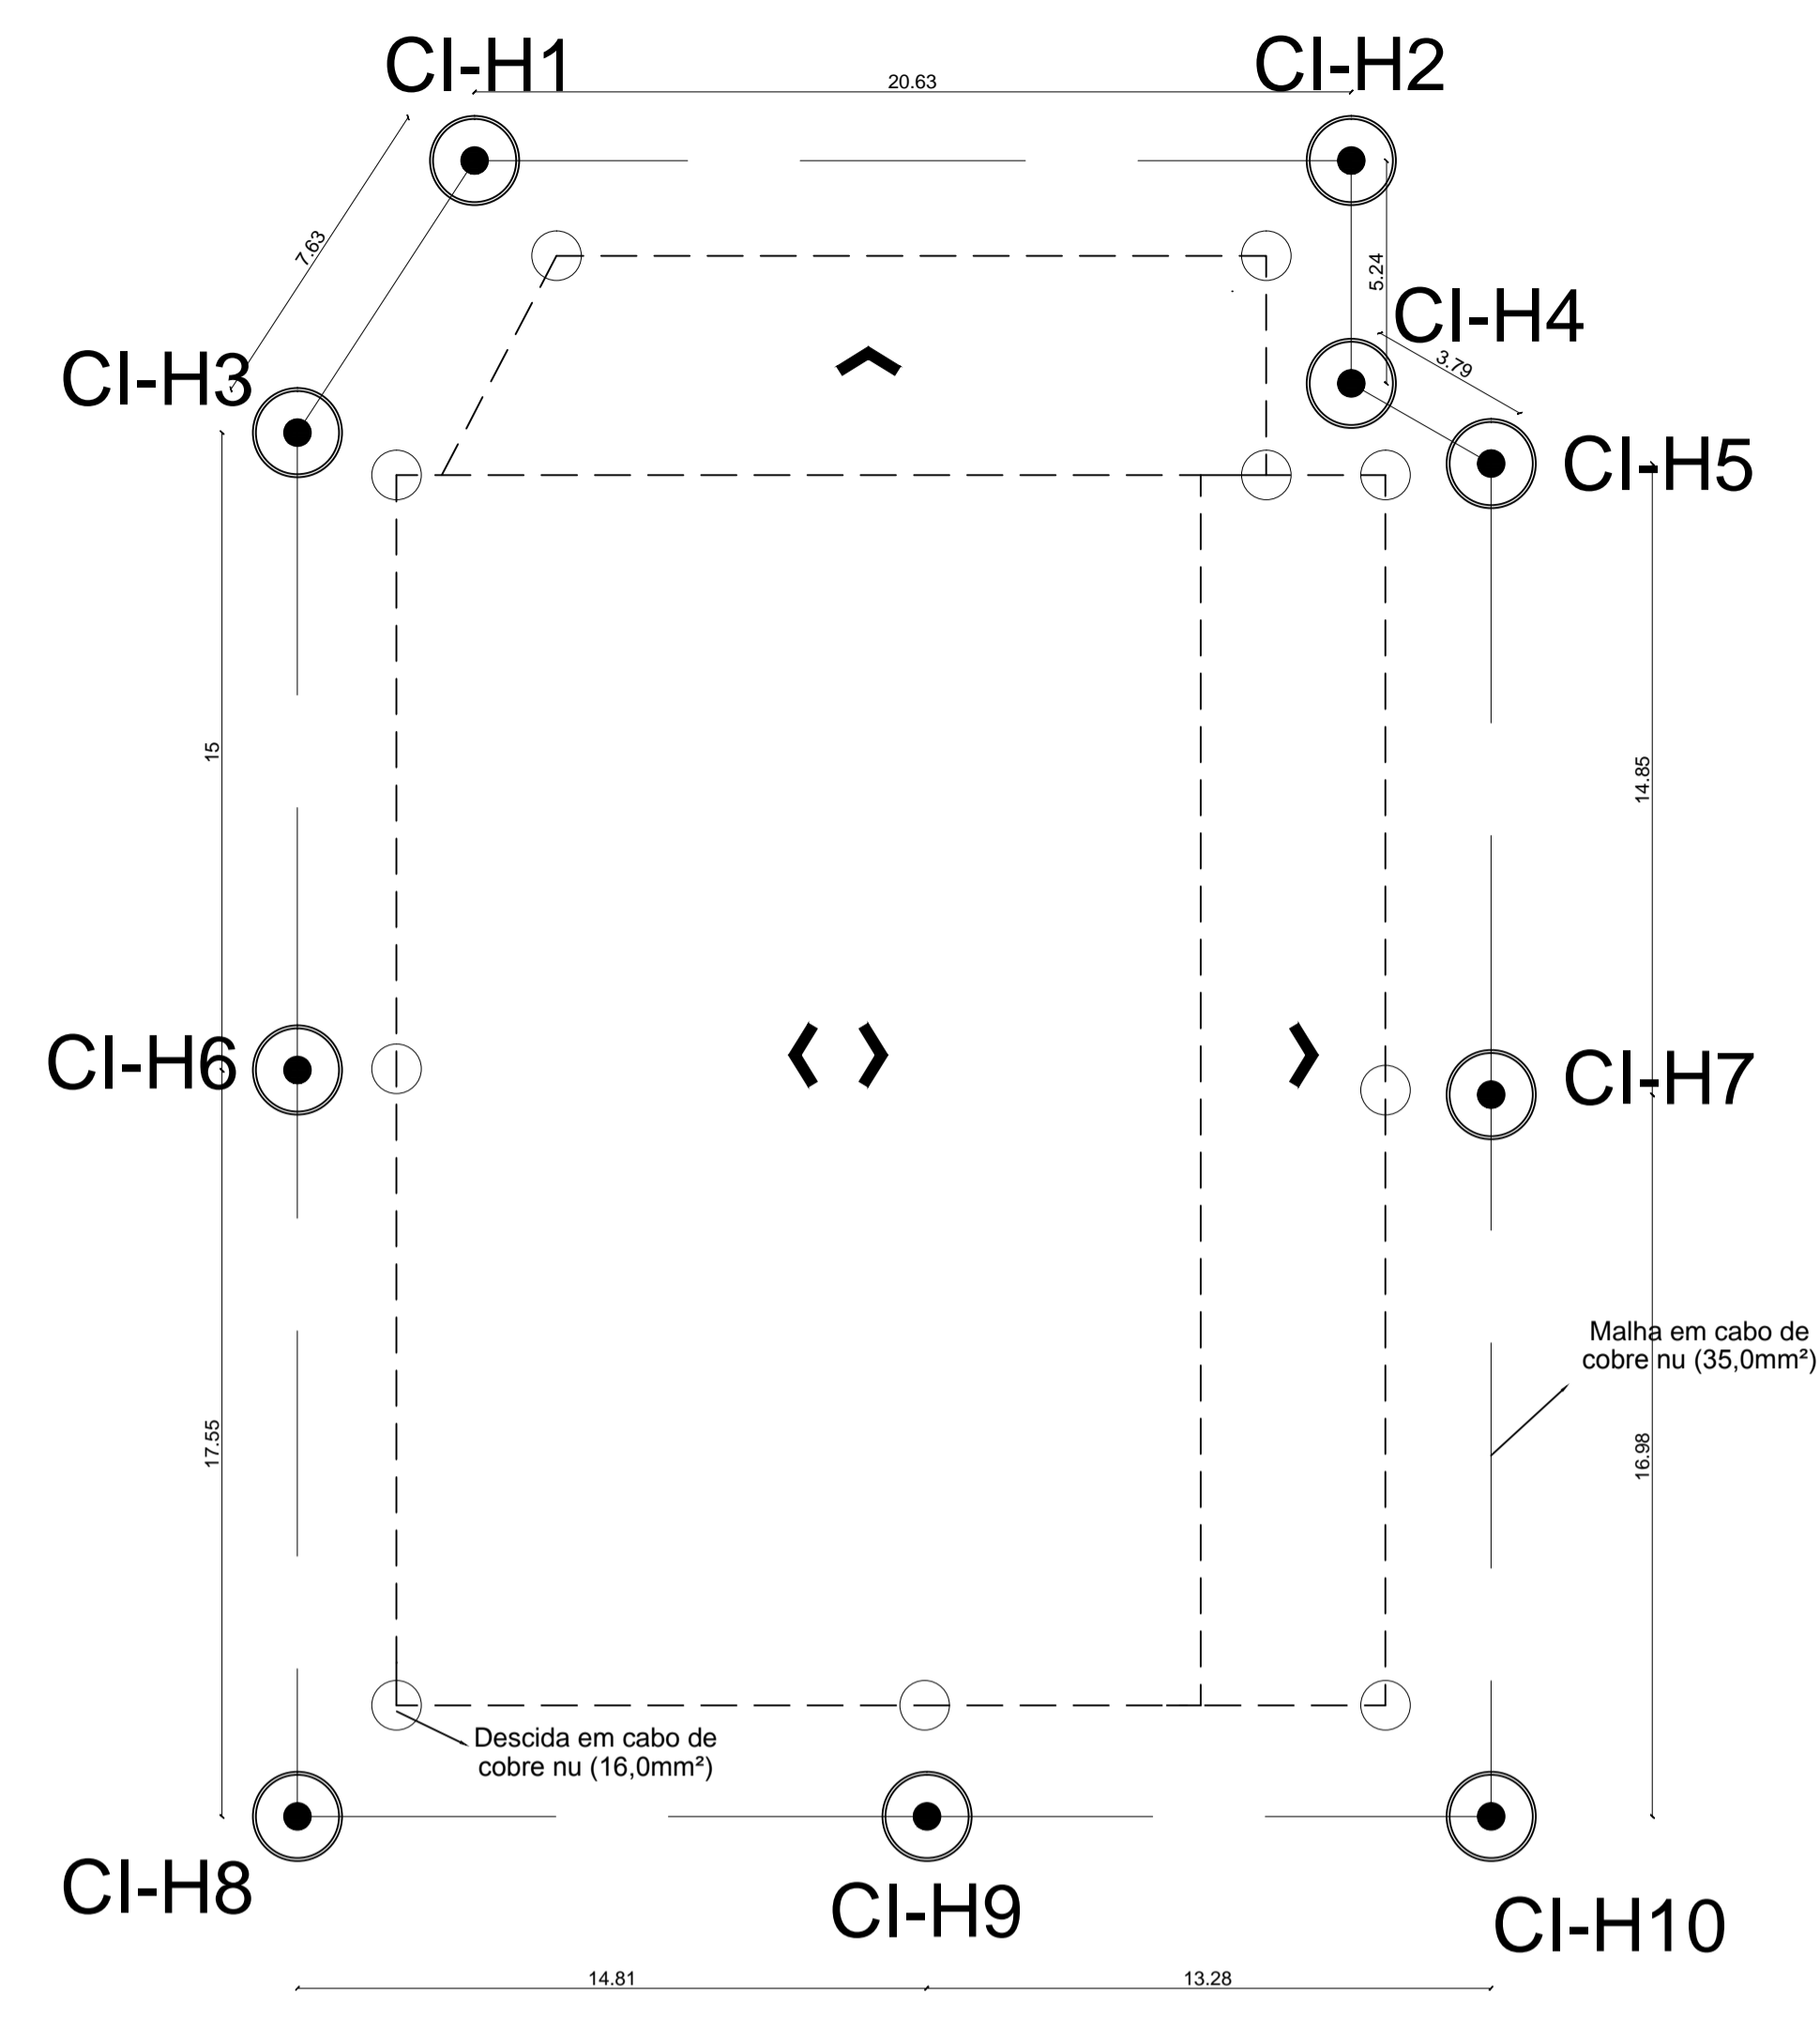 CI-H1
CI-H2
20.63
7.63
5.24
CI-H4
3.79
CI-H3
CI-H5
15
14.85
CI-H6
CI-H7
Malha em cabo de
cobre nu (35,0mm²)
17.55
16.98
Descida em cabo de
cobre nu (16,0mm²)
CI-H8
CI-H9
CI-H10
14.81
13.28